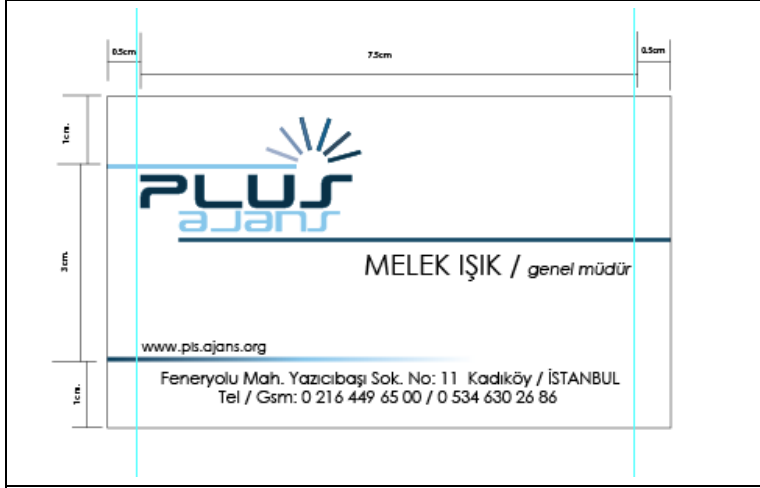 0.5cm 7.5cm 0.5cm
1cm.
PLUS
ajans
3cm.
MELEK IŞIK / genel müdür
www.pls.ajans.org
Feneryolu Mah. Yazıcıbaşı Sok. No: 11 Kadıköy / İSTANBUL
1cm.
Tel / Gsm: 0 216 449 65 00 / 0 534 630 26 86